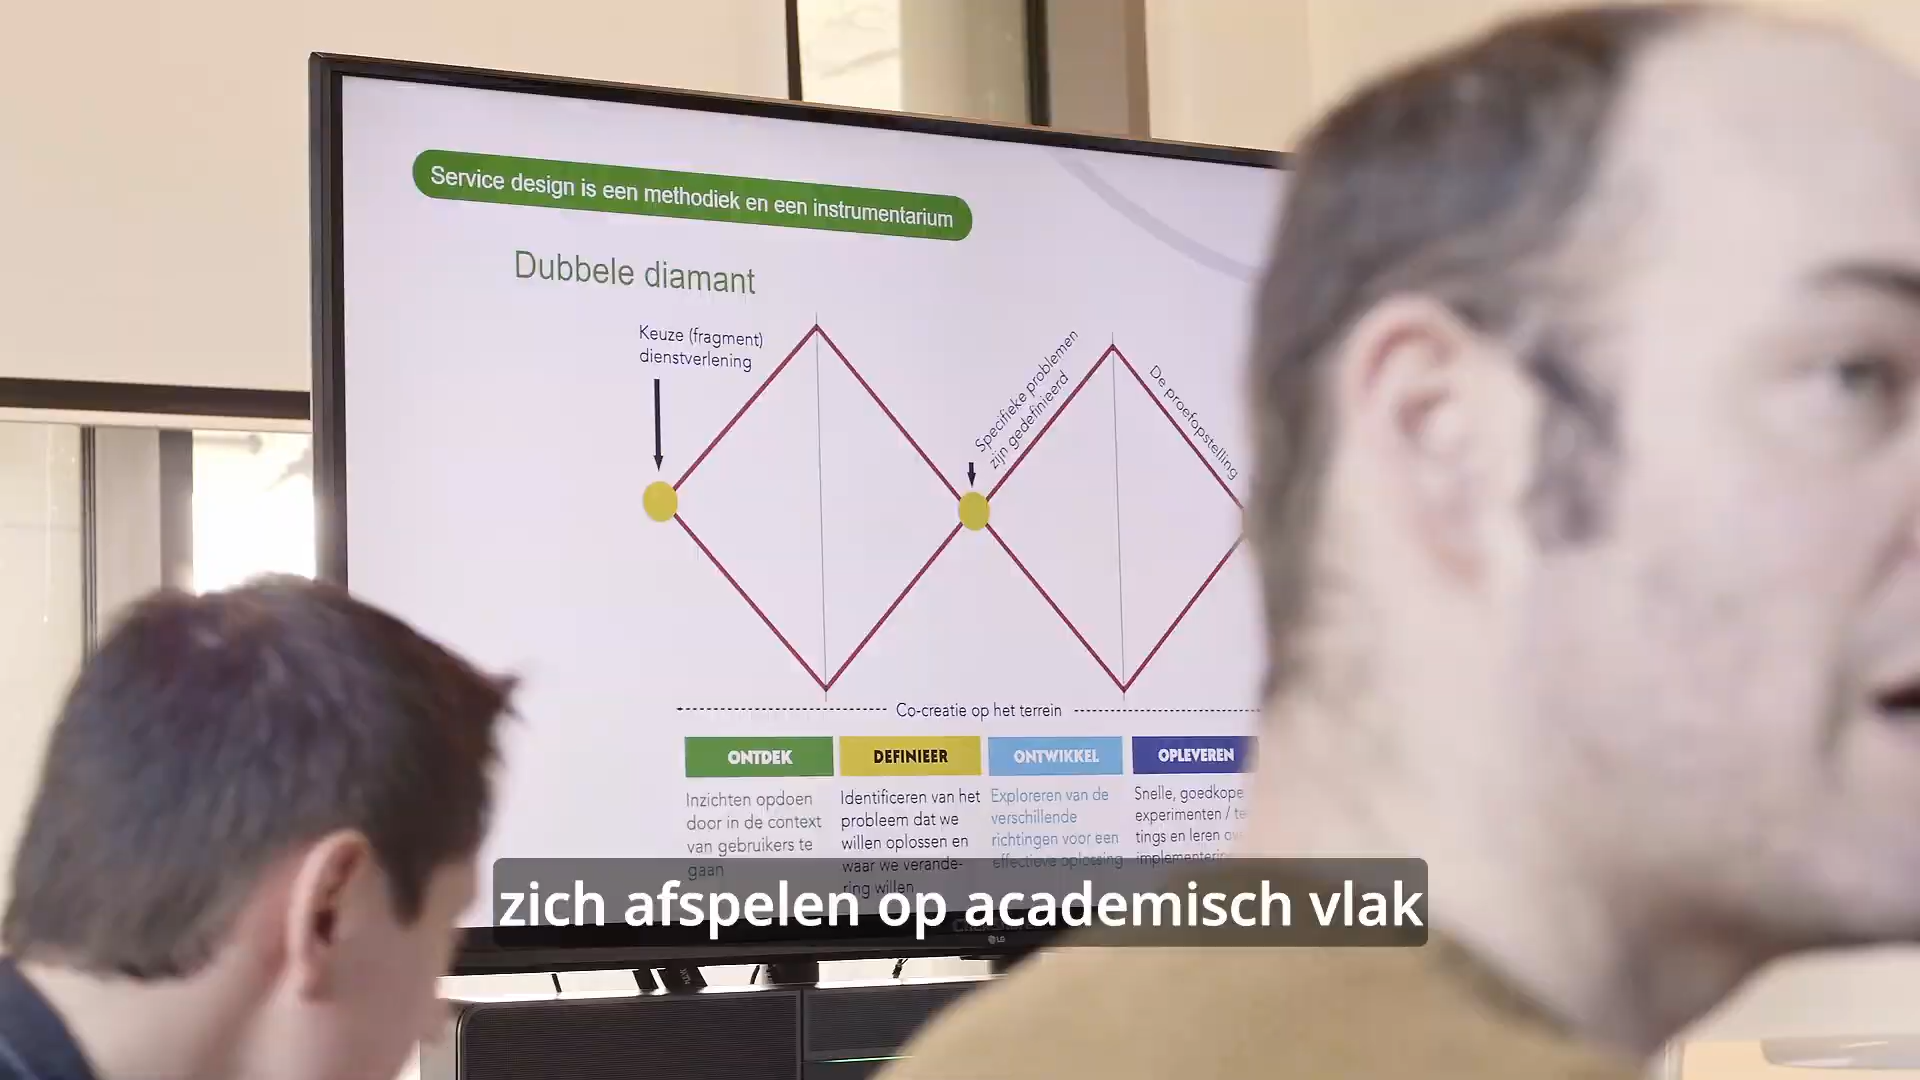 Service design is een methodiek en een instrumentarium
Dubbele diamant
Keuze (fragment)
dienstverlening
Specifieke problemen
zijn gedefinieerd
De proefopstelling
Co-creatie op het terrein
ONTDEK
Inzichten opdoen
door in de context
van gebruikers te
gaan
DEFINIEER
Identificeren van het
probleem dat we
willen oplossen en
waar we verande-
ring willen
ONTWIKKEL
Exploreren van de
verschillende
richtingen voor een
effectieve oplossing
OPLEVEREN
Snelle, goedkope
experimenten /
tings en leren
zich afspelen op academisch vlak
LG